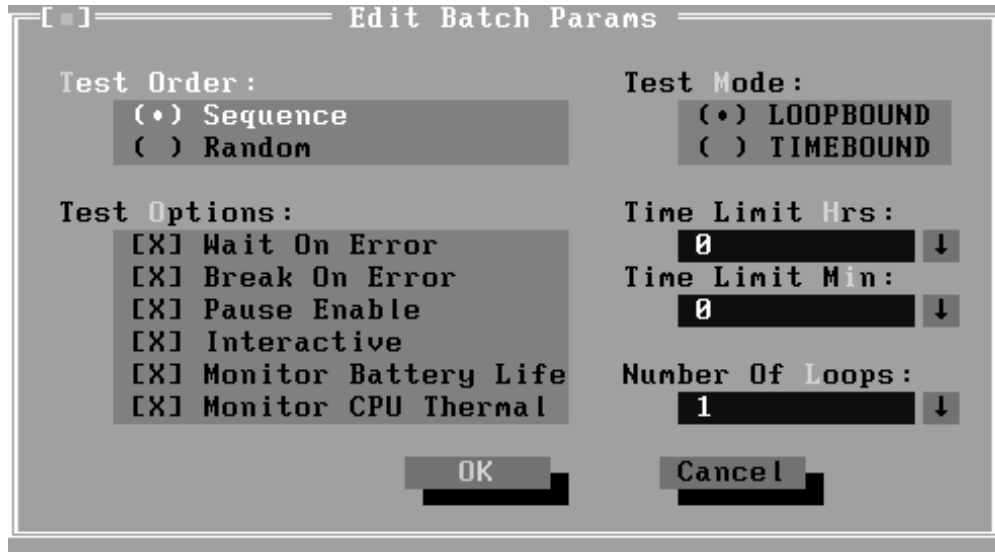 [■] Edit Batch Params
Test Order:
(•) Sequence
( ) Random
Test Mode:
(•) LOOPBOUND
( ) TIMEBOUND
Test Options:
[X] Wait On Error
[X] Break On Error
[X] Pause Enable
[X] Interactive
[X] Monitor Battery Life
[X] Monitor CPU Thermal
Time Limit Hrs:
0 ↓
Time Limit Min:
0 ↓
Number Of Loops:
1 ↓
OK
Cancel